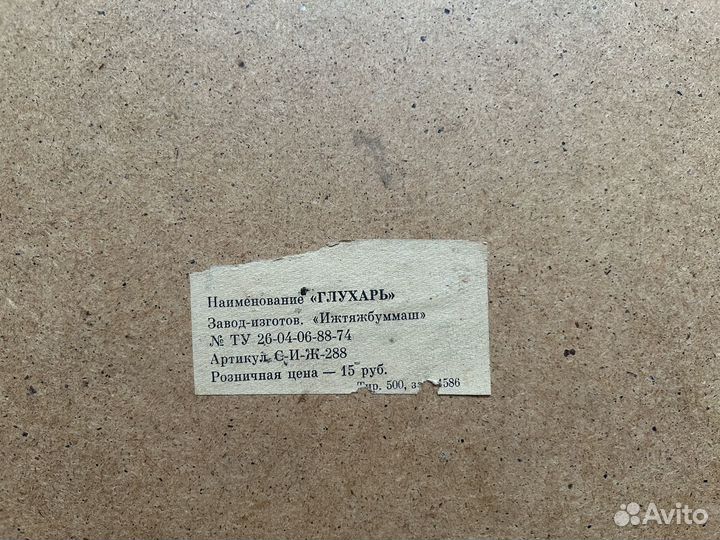 Наименование «ГЛУХАРЬ»
Завод-изготов. «Ижтяжбуммаш»
№ ТУ 26-04-06-88-74
Артикул С-И-Ж-288
Розничная цена — 15 руб.
Тир. 500, 4586
Avito